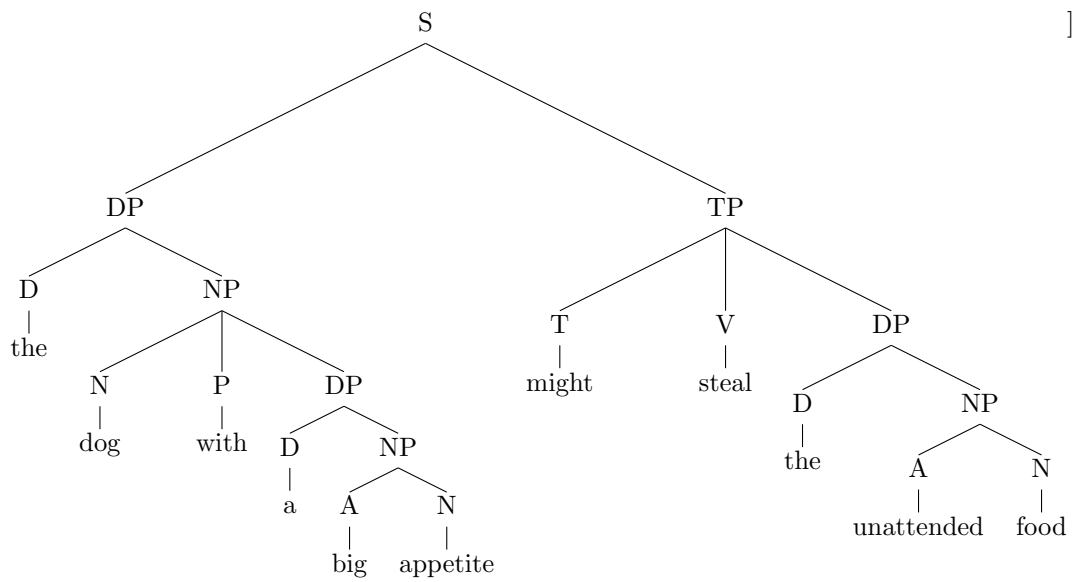 S ]
DP TP
D NP
the
T V DP
N P DP
might steal
dog with
D NP
D NP
a
the
A N
A N
big appetite
unattended food